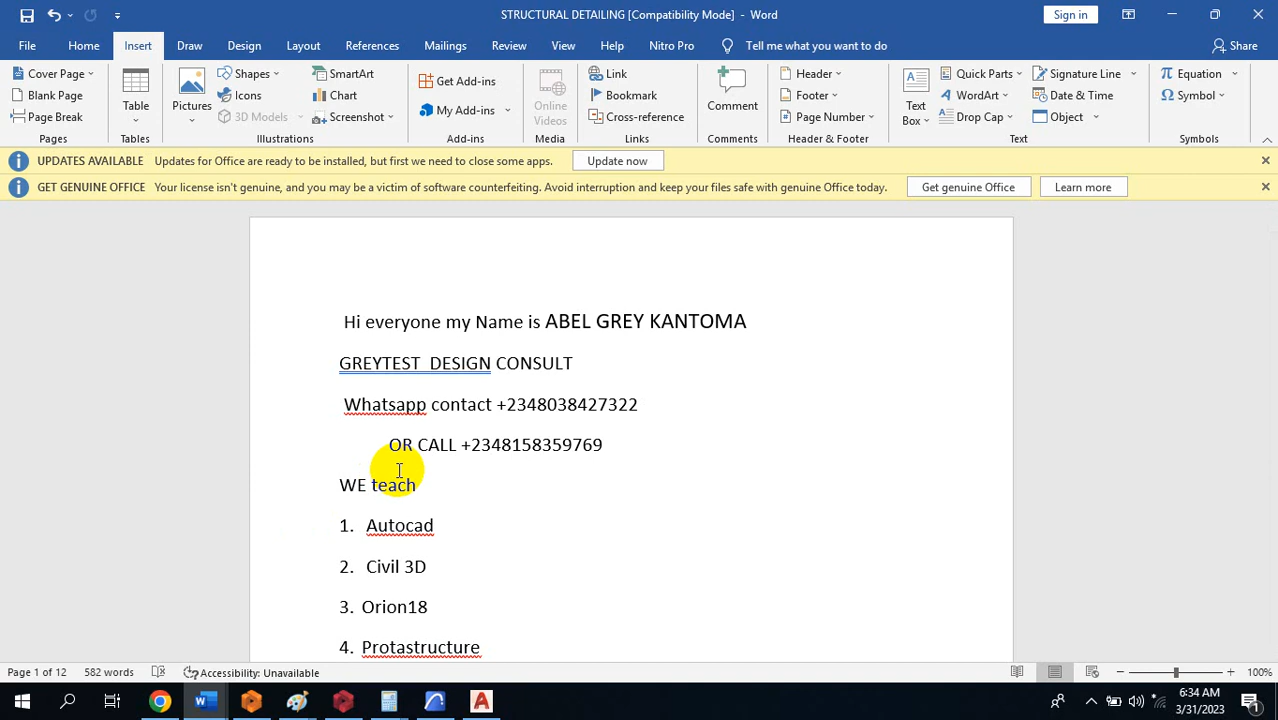 STRUCTURAL DETAILING [Compatibility Mode] - Word
Sign in
File Home Insert Draw Design Layout References Mailings Review View Help Nitro Pro Tell me what you want to do Share
Cover Page
Blank Page
Page Break
Pages
Table
Tables
Pictures
Shapes
Icons
3D Models
SmartArt
Chart
Screenshot
Illustrations
Get Add-ins
My Add-ins
Add-ins
Online
Videos
Media
Link
Bookmark
Cross-reference
Links
Comment
Comments
Header
Footer
Page Number
Header & Footer
Text
Box
Quick Parts
WordArt
Drop Cap
Signature Line
Date & Time
Object
Text
Equation
Symbol
Symbols
UPDATES AVAILABLE Updates for Office are ready to be installed, but first we need to close some apps. Update now
GET GENUINE OFFICE Your license isn't genuine, and you may be a victim of software counterfeiting. Avoid interruption and keep your files safe with genuine Office today. Get genuine Office Learn more
Hi everyone my Name is ABEL GREY KANTOMA
GREYTEST DESIGN CONSULT
Whatsapp contact +2348038427322
OR CALL +2348158359769
WE teach
1. Autocad
2. Civil 3D
3. Orion18
4. Protastructure
Page 1 of 12 582 words Accessibility: Unavailable 100%
6:34 AM
3/31/2023
1